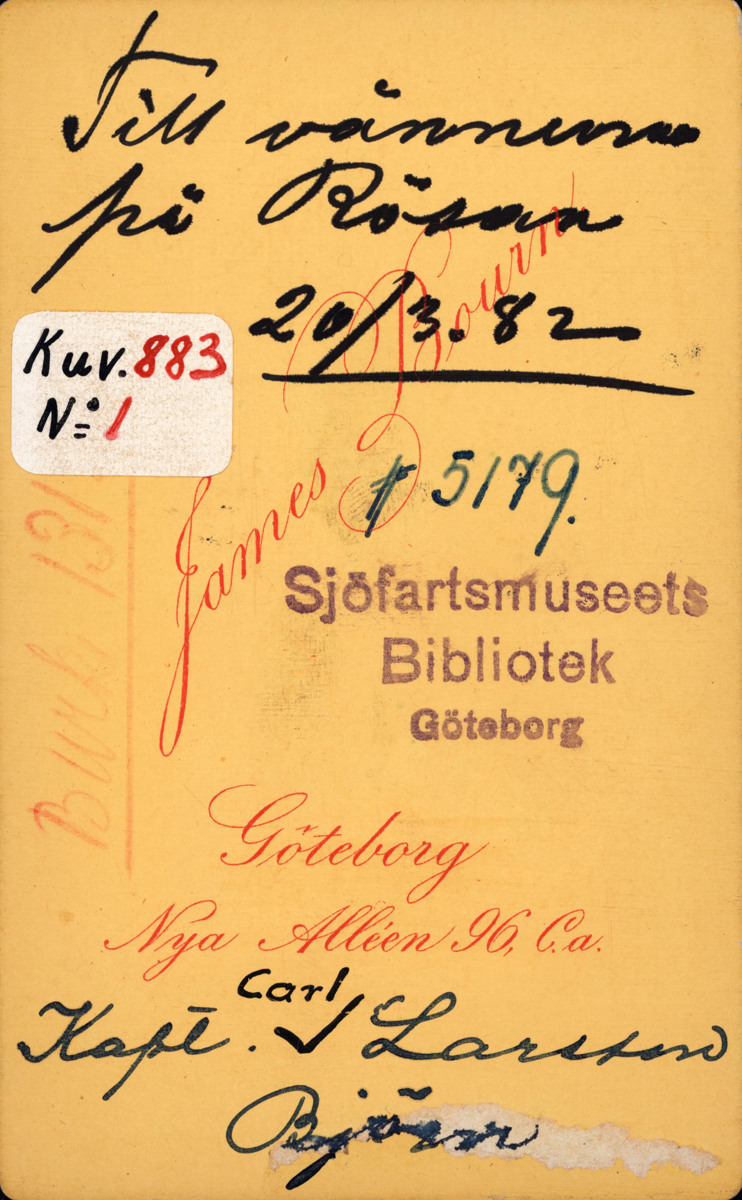 Till vännerna
på Rösan
20/3.82
Kuv. 883
No 1
James Bourn.
# 5179.
Sjöfartsmuseets
Bibliotek
Göteborg
Göteborg
Nya Alléen 96, C.a.
Carl
Kapt. ✓ Larsson
Björn